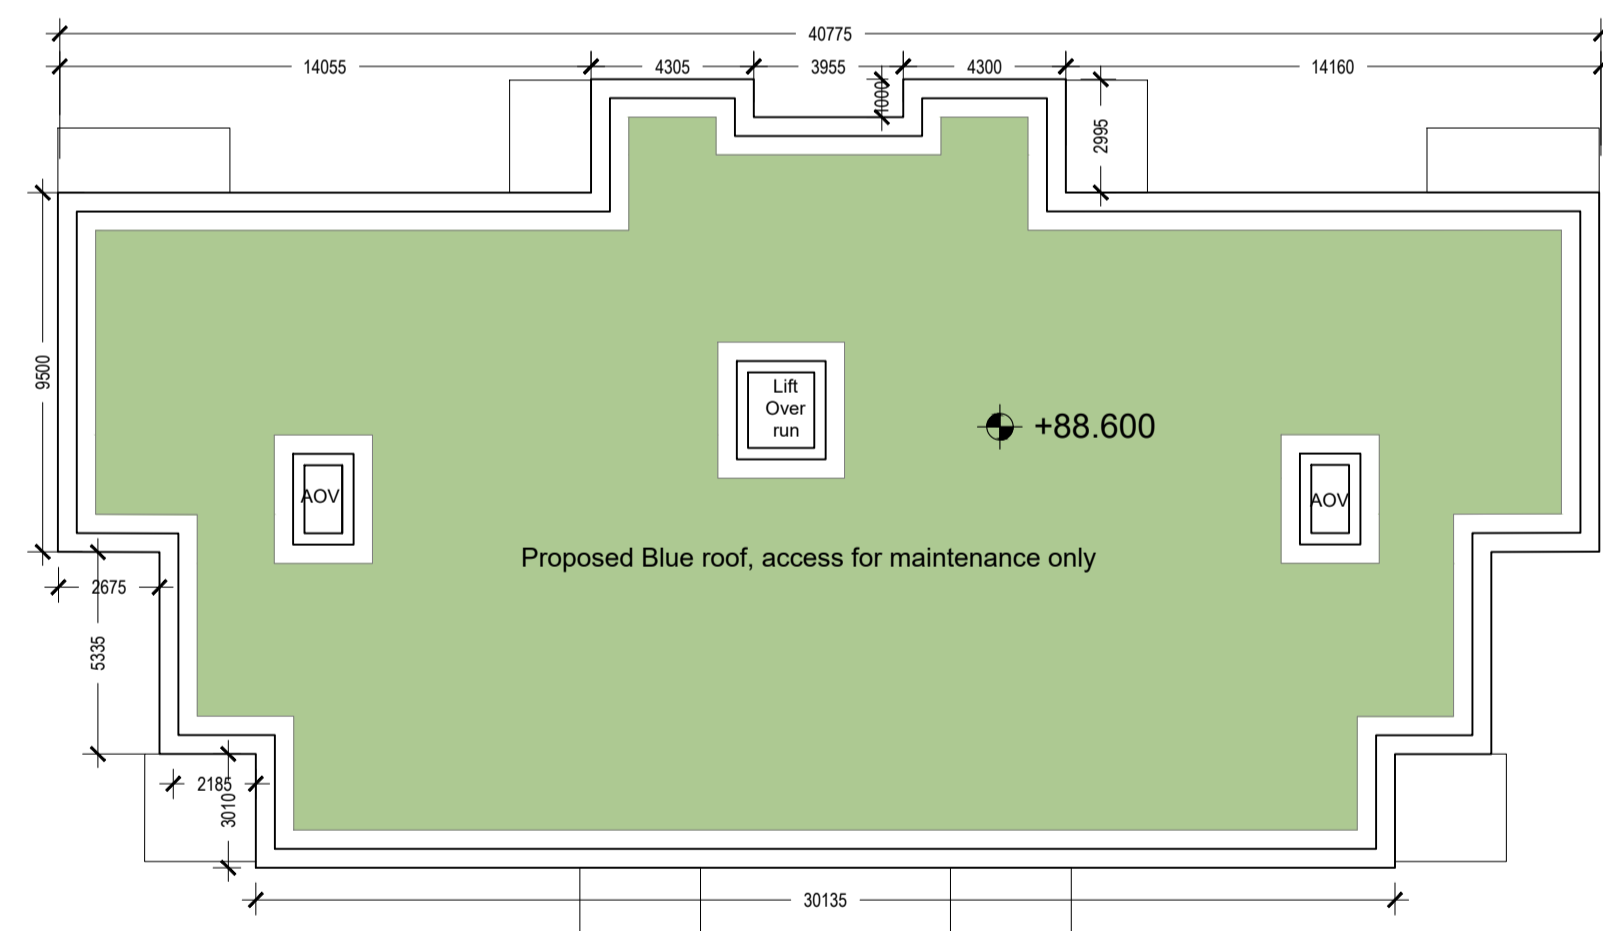 40775
14055
4305
3955
4300
14160
1000
2995
9500
Lift
Over
run
+88.600
AOV
AOV
Proposed Blue roof, access for maintenance only
2675
5335
2185
3010
30135